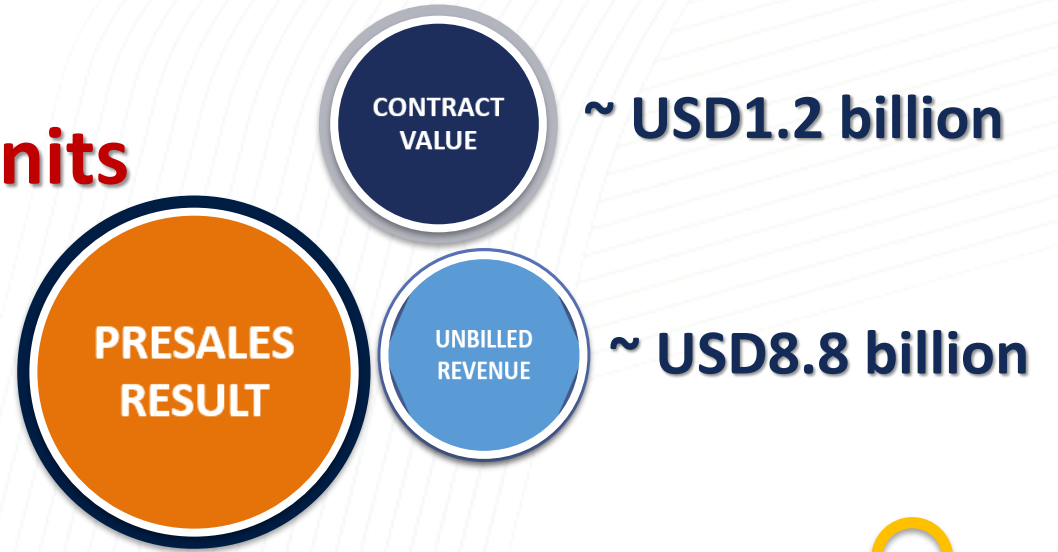 CONTRACT
VALUE
~ USD1.2 billion
nits
PRESALES
RESULT
UNBILLED
REVENUE
~ USD8.8 billion